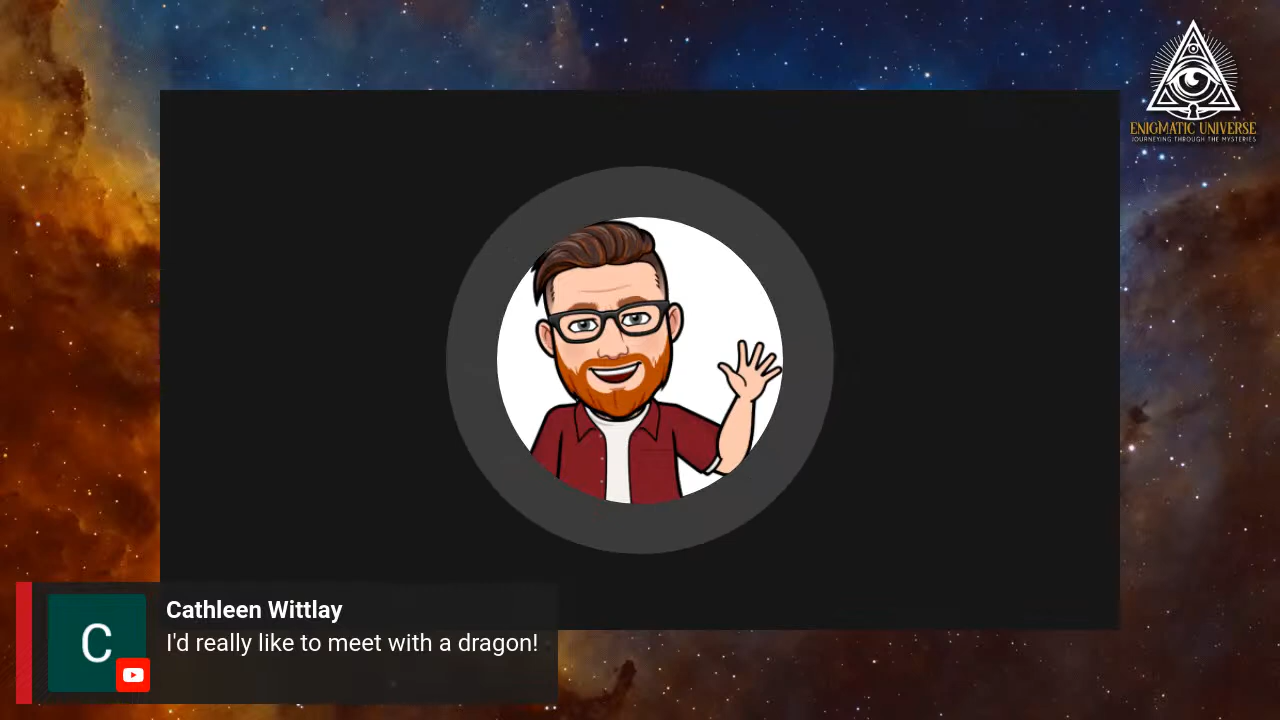 ENIGMATIC UNIVERSE
JOURNEYING THROUGH THE MYSTERIES
C
Cathleen Wittlay
I'd really like to meet with a dragon!